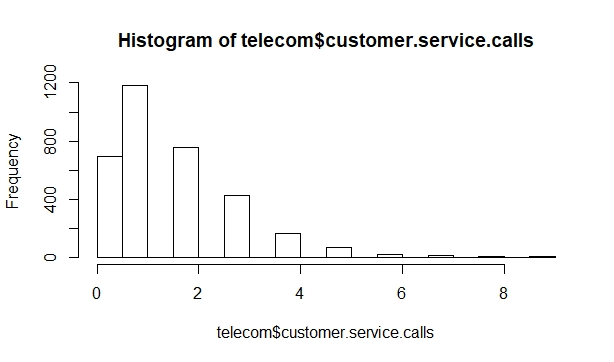 Histogram of telecom$customer.service.calls
Frequency
1200
800
400
0
0 2 4 6 8
telecom$customer.service.calls